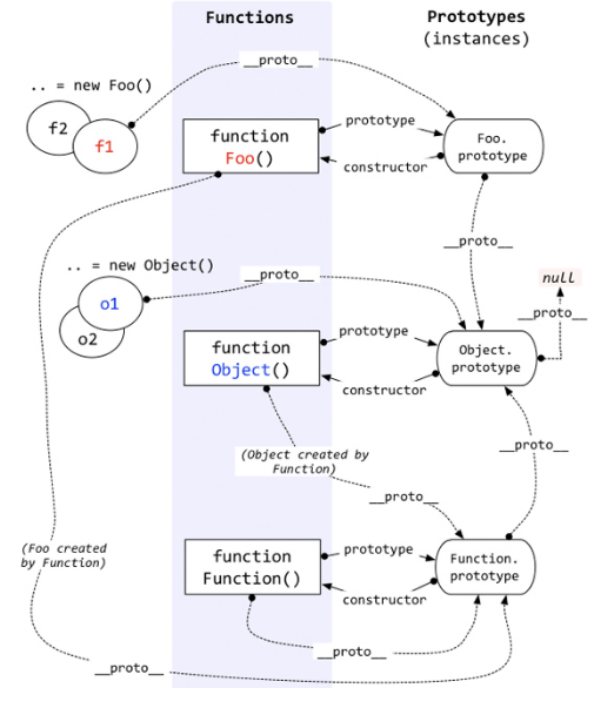 Functions
Prototypes
(instances)
__proto__
.. = new Foo()
f2
f1
function
Foo()
prototype
constructor
Foo.
prototype
__proto__
.. = new Object()
__proto__
null
__proto__
o1
o2
function
Object()
prototype
constructor
Object.
prototype
(Object created by
Function)
__proto__
__proto__
(Foo created
by Function)
function
Function()
prototype
constructor
Function.
prototype
__proto__
__proto__